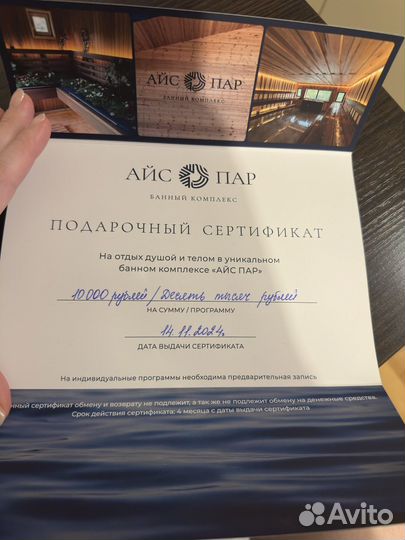 АЙС ПАР
БАННЫЙ КОМПЛЕКС
АЙС ПАР
БАННЫЙ КОМПЛЕКС
ПОДАРОЧНЫЙ СЕРТИФИКАТ
На отдых душой и телом в уникальном
банном комплексе «АЙС ПАР»
10 000 рублей / Десять тысяч рублей
НА СУММУ / ПРОГРАММУ
14.11.2024г.
ДАТА ВЫДАЧИ СЕРТИФИКАТА
На индивидуальные программы необходима предварительная запись
сертификат обмену и возврату не подлежит, а так же не подлежит обмену на денежные средства.
Срок действия сертификата: 4 месяца с даты выдачи сертификата
Avito